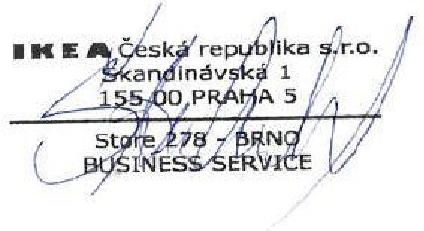 IKEA Česká republika s.r.o.
Skandinávská 1
155 00 PRAHA 5
Store 278 - BRNO
BUSINESS SERVICE